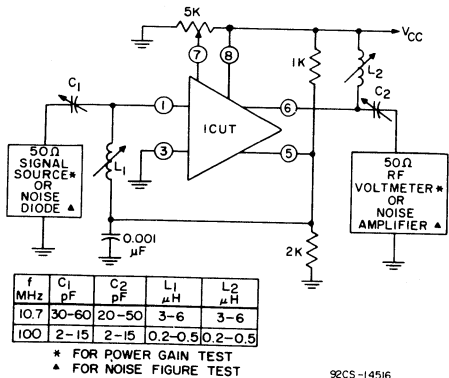 5K
VCC
7
8
1K
L2
C1
C2
1
6
ICUT
50Ω
SIGNAL
SOURCE*
OR
NOISE
DIODE ▲
3
5
L1
50Ω
RF
VOLTMETER *
OR
NOISE
AMPLIFIER ▲
0.001
μF
2K
f MHz C1 pF C2 pF L1 μH L2 μH
10.7 30-60 20-50 3-6 3-6
100 2-15 2-15 0.2-0.5 0.2-0.5
* FOR POWER GAIN TEST
▲ FOR NOISE FIGURE TEST
92CS-14516